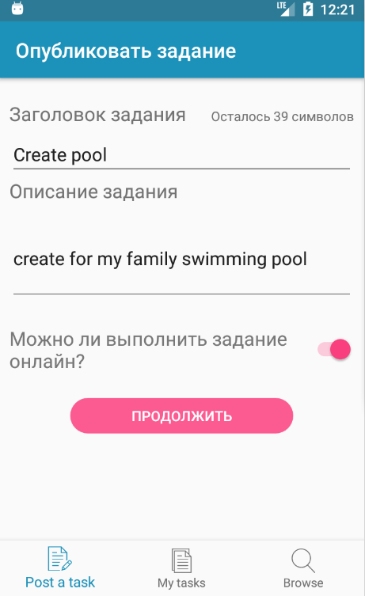 LTE 12:21
Опубликовать задание
Заголовок задания Осталось 39 символов
Create pool
Описание задания
create for my family swimming pool
Можно ли выполнить задание
онлайн?
ПРОДОЛЖИТЬ
Post a task My tasks Browse